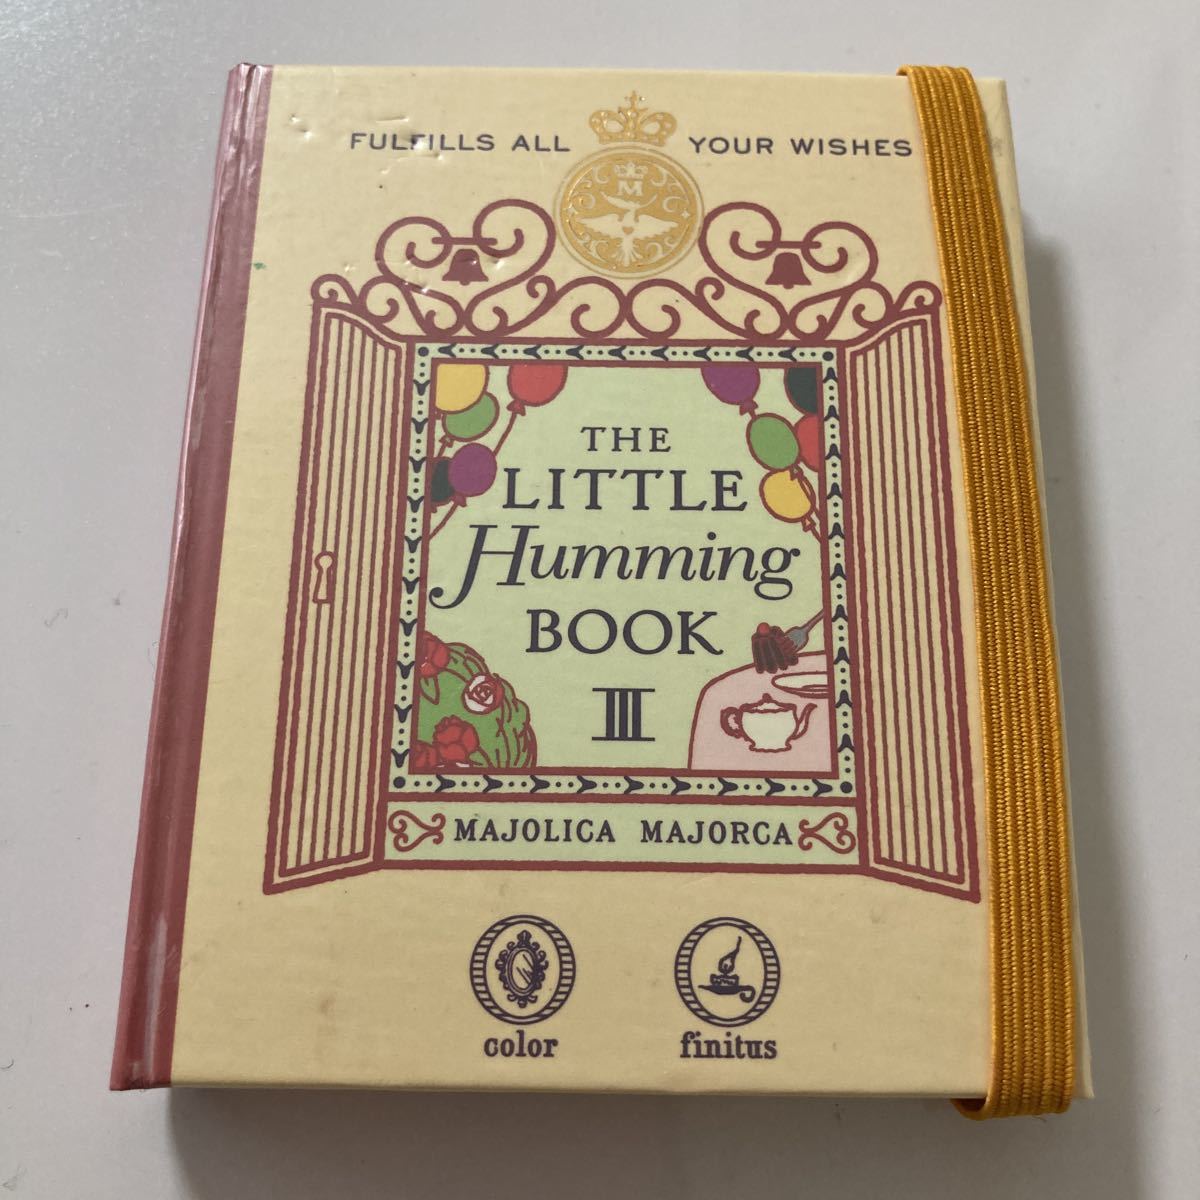 FULFILLS ALL YOUR WISHES
M
THE
LITTLE
Humming
BOOK
III
MAJOLICA MAJORCA
color
finitus